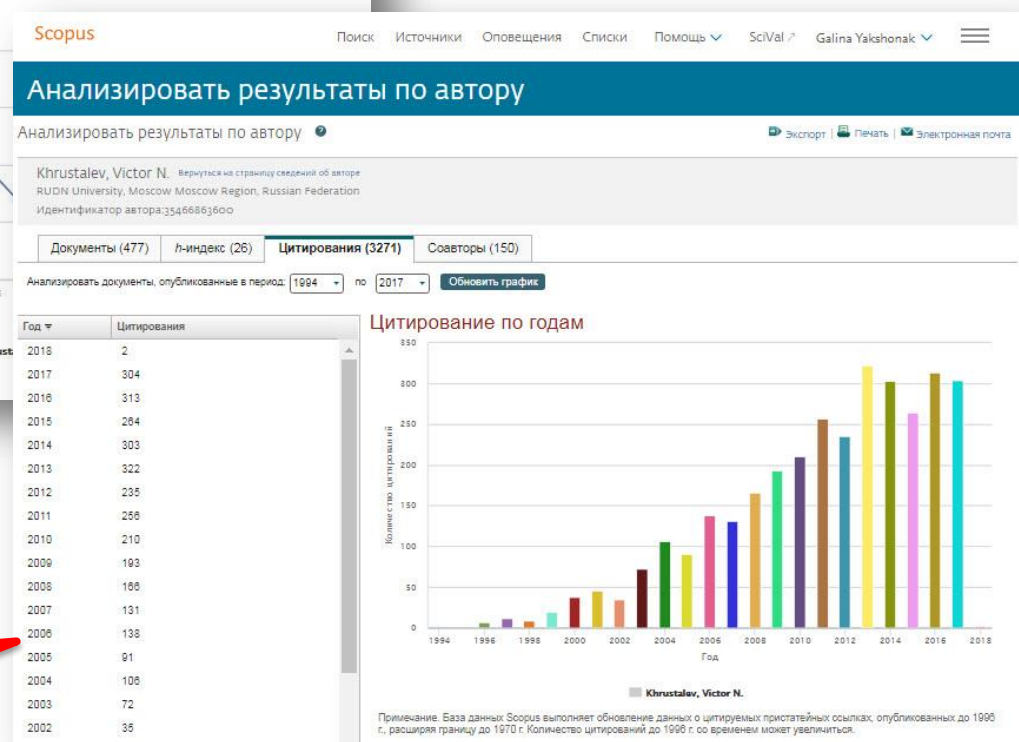 Scopus
Поиск Источники Оповещения Списки Помощь SciVal Galina Yakshonak
Анализировать результаты по автору
Анализировать результаты по автору
Экспорт | Печать | Электронная почта
Khrustalev, Victor N. Вернуться на страницу сведений об авторе
RUDN University, Moscow Moscow Region, Russian Federation
Идентификатор автора:35466863600
Документы (477) h-индекс (26) Цитирования (3271) Соавторы (150)
Анализировать документы, опубликованные в период: 1994 по 2017 Обновить график
Год Цитирования
2018 2
2017 304
2016 313
2015 264
2014 303
2013 322
2012 235
2011 256
2010 210
2009 193
2008 166
2007 131
2006 138
2005 91
2004 106
2003 72
2002 35
Цитирование по годам
350
300
250
200
150
100
50
0
Количество цитирований
1994 1996 1998 2000 2002 2004 2006 2008 2010 2012 2014 2016 2018
Год
Khrustalev, Victor N.
Примечание. База данных Scopus выполняет обновление данных о цитируемых пристатейных ссылках, опубликованных до 1996
г., расширяя границу до 1970 г. Количество цитирований до 1996 г. со временем может увеличиться.